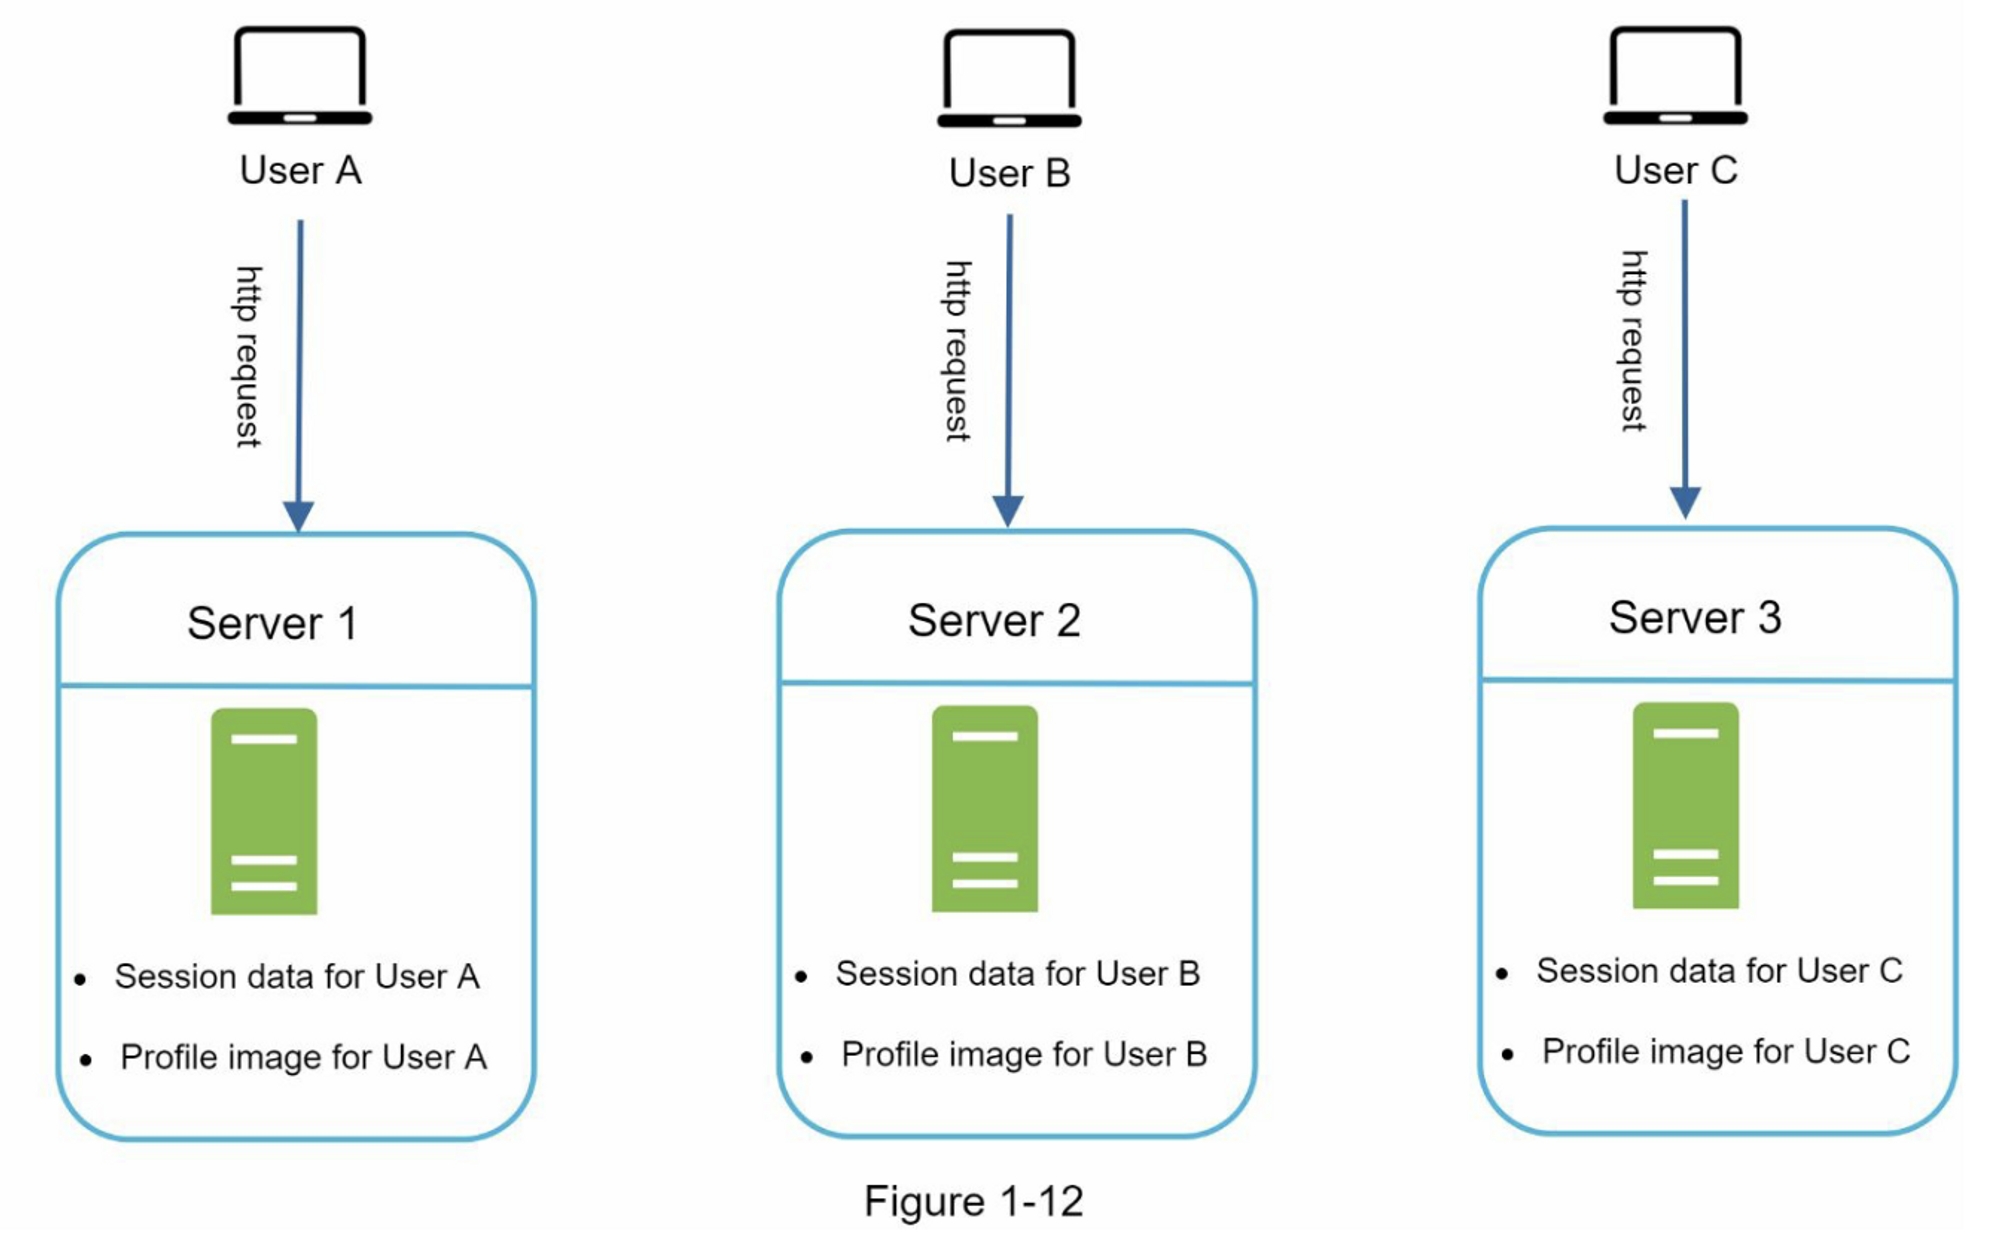 User A
User B
User C
http request
http request
http request
Server 1
Server 2
Server 3
• Session data for User A
• Profile image for User A
• Session data for User B
• Profile image for User B
• Session data for User C
• Profile image for User C
Figure 1-12